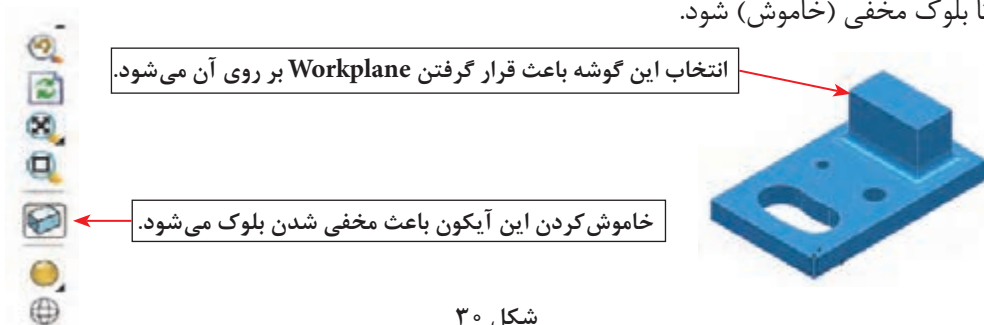 تا بلوک مخفی (خاموش) شود.
انتخاب این گوشه باعث قرار گرفتن Workplane بر روی آن می‌شود.
خاموش‌کردن این آیکون باعث مخفی شدن بلوک می‌شود.
شکل ۳۰